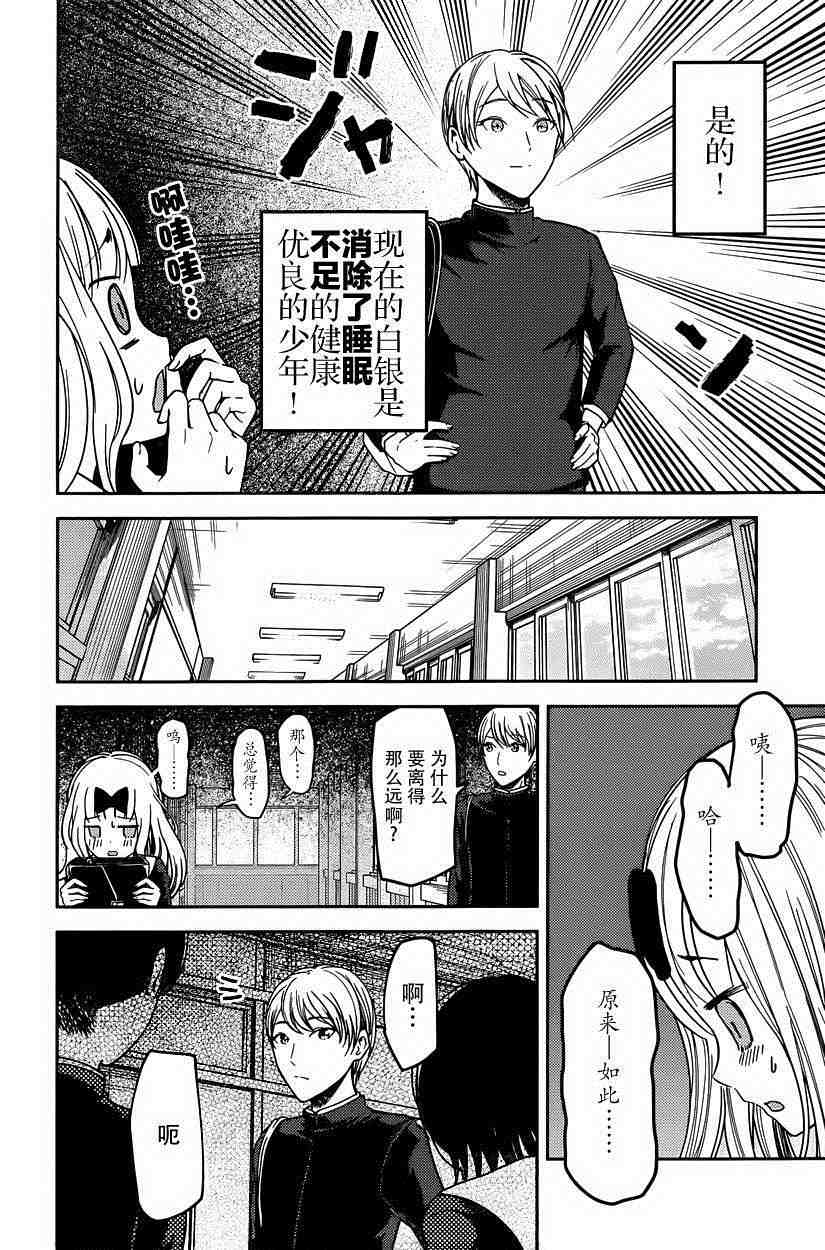 是的！
ジャーン
现在的白银是
消除了睡眠
不足的健康
优良的少年！
啊哇哇…
咦——……
哈——……
原来—如此……
为什么
要离得
那么远啊？
那个…
总觉得…
呜……
啊…
呃